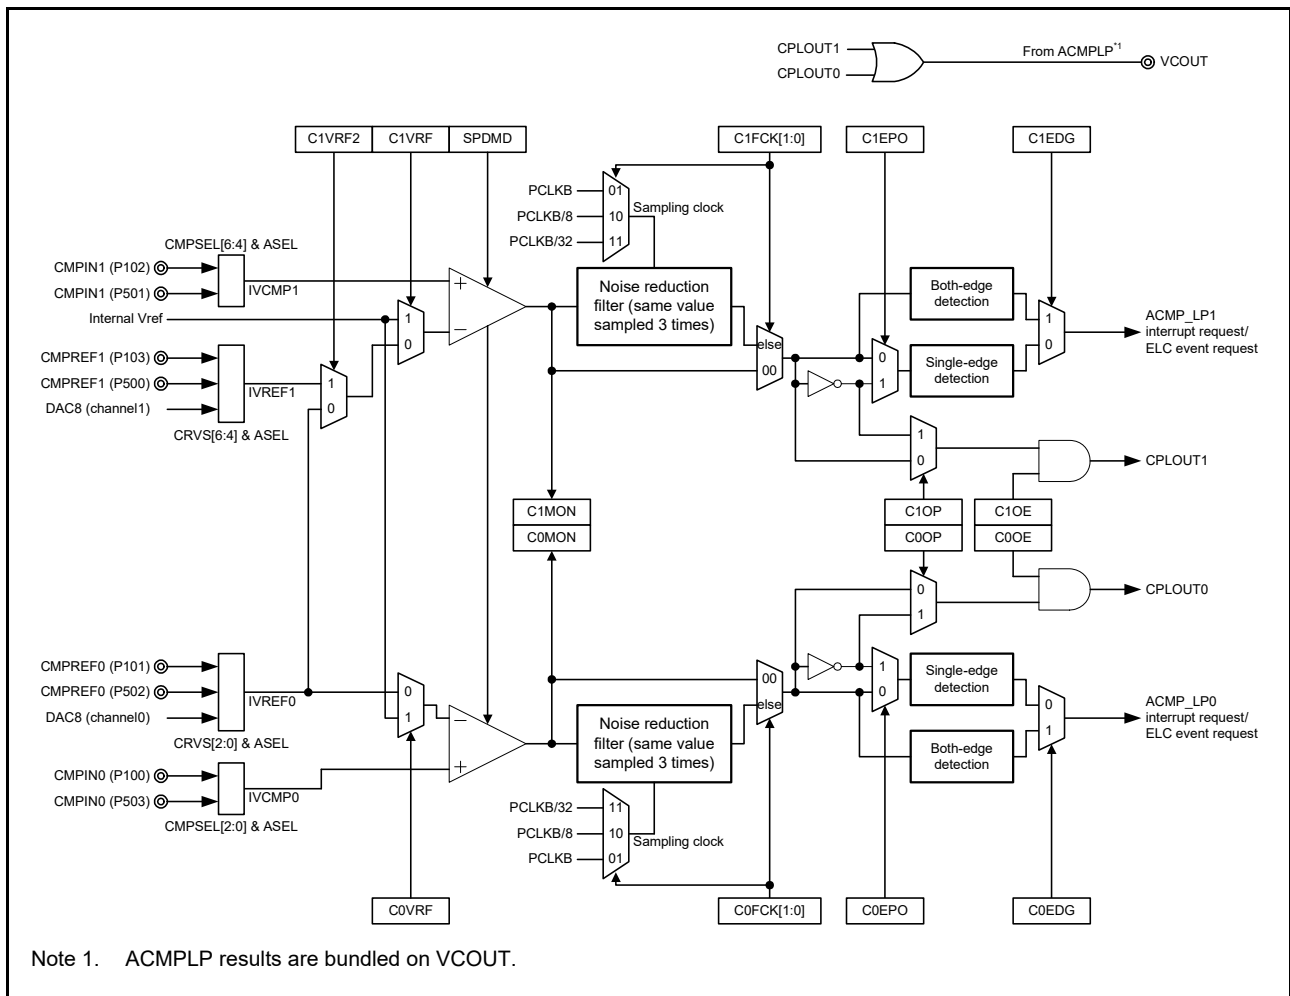 CPLOUT1
CPLOUT0
From ACMPLP*1
VCOUT
C1VRF2
C1VRF
SPDMD
C1FCK[1:0]
C1EPO
C1EDG
PCLKB
01
PCLKB/8
10
PCLKB/32
11
Sampling clock
CMPSEL[6:4] & ASEL
CMPIN1 (P102)
CMPIN1 (P501)
IVCMP1
Internal Vref
CMPREF1 (P103)
CMPREF1 (P500)
DAC8 (channel1)
IVREF1
CRVS[6:4] & ASEL
1
0
1
0
+
−
Noise reduction
filter (same value
sampled 3 times)
else
00
0
1
Both-edge
detection
Single-edge
detection
1
0
ACMP_LP1
interrupt request/
ELC event request
1
0
CPLOUT1
C1MON
C0MON
C1OP
C0OP
C1OE
C0OE
0
1
CPLOUT0
CMPREF0 (P101)
CMPREF0 (P502)
DAC8 (channel0)
IVREF0
CRVS[2:0] & ASEL
CMPIN0 (P100)
CMPIN0 (P503)
IVCMP0
CMPSEL[2:0] & ASEL
0
1
−
+
Noise reduction
filter (same value
sampled 3 times)
00
else
1
0
Single-edge
detection
Both-edge
detection
0
1
ACMP_LP0
interrupt request/
ELC event request
PCLKB/32
11
PCLKB/8
10
PCLKB
01
Sampling clock
C0VRF
C0FCK[1:0]
C0EPO
C0EDG
Note 1. ACMPLP results are bundled on VCOUT.